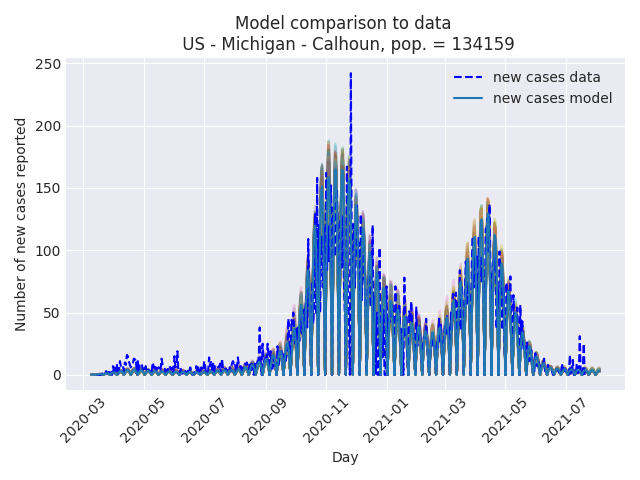 Model comparison to data
US - Michigan - Calhoun, pop. = 134159
new cases data
new cases model
Number of new cases reported
250
200
150
100
50
0
2020-03
2020-05
2020-07
2020-09
2020-11
2021-01
2021-03
2021-05
2021-07
Day